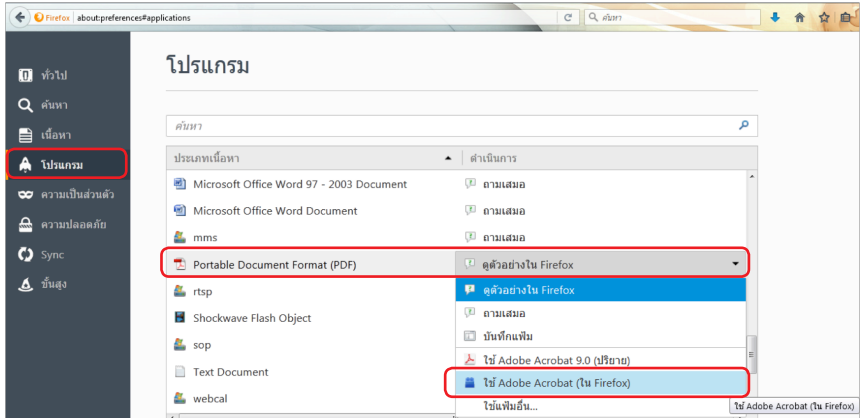 Firefox about:preferences#applications ค้นหา
ทั่วไป
ค้นหา
เนื้อหา
โปรแกรม
ความเป็นส่วนตัว
ความปลอดภัย
Sync
ขั้นสูง
โปรแกรม
ค้นหา
ประเภทเนื้อหา ดำเนินการ
Microsoft Office Word 97 - 2003 Document ถามเสมอ
Microsoft Office Word Document ถามเสมอ
mms ถามเสมอ
Portable Document Format (PDF) ดูตัวอย่างใน Firefox
rtsp ดูตัวอย่างใน Firefox
Shockwave Flash Object ถามเสมอ
บันทึกแฟ้ม
sop ใช้ Adobe Acrobat 9.0 (ปริยาย)
Text Document ใช้ Adobe Acrobat (ใน Firefox)
webcal ใช้แฟ้มอื่น...
ใช้ Adobe Acrobat (ใน Firefox)